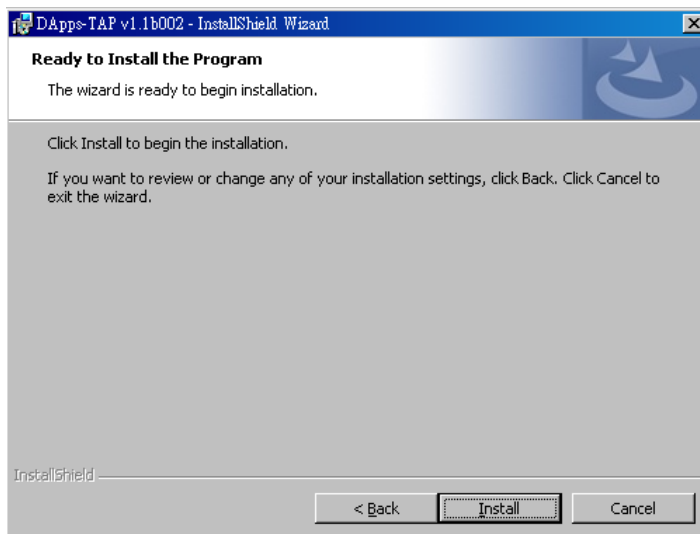 DApps-TAP v1.1b002 - InstallShield Wizard
Ready to Install the Program
The wizard is ready to begin installation.
Click Install to begin the installation.
If you want to review or change any of your installation settings, click Back. Click Cancel to
exit the wizard.
InstallShield
< Back
Install
Cancel